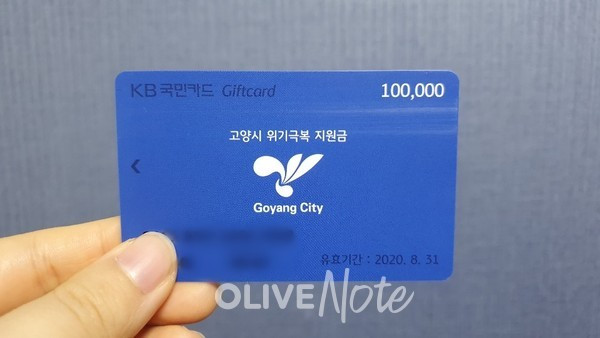 KB국민카드 Giftcard 100,000
고양시 위기극복 지원금
Goyang City
유효기간 : 2020. 8. 31
OLIVE Note